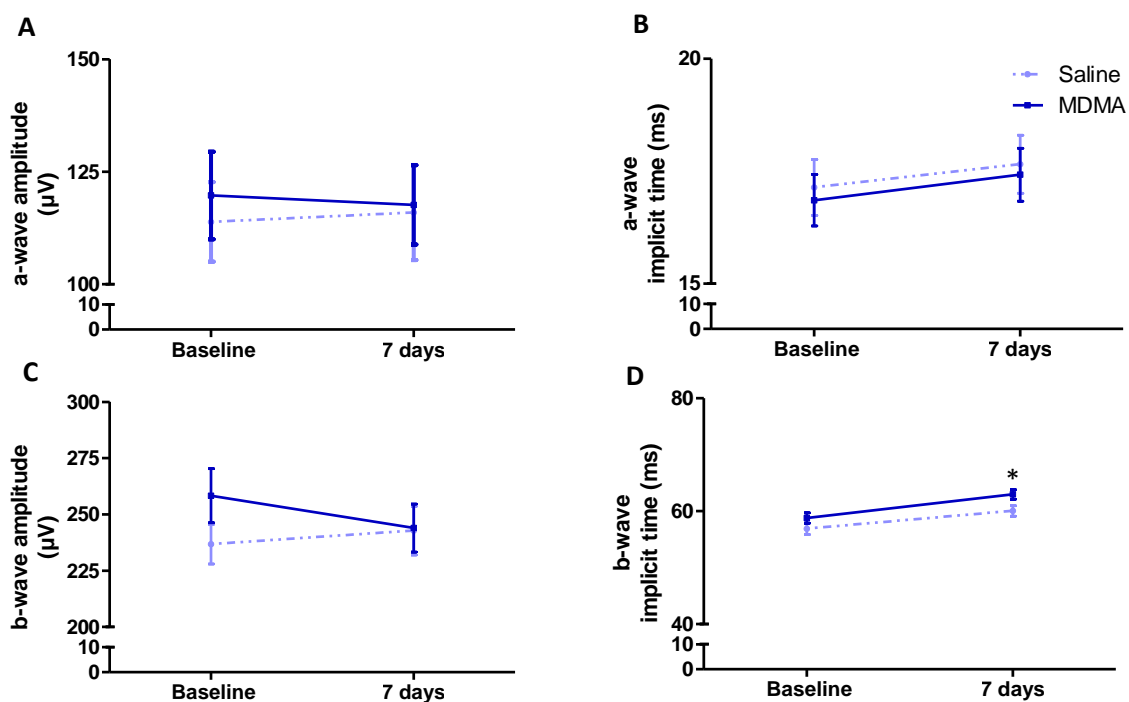 A
150
125
100
10
0
a-wave amplitude
(µV)
Baseline
7 days
B
20
15
10
0
a-wave
implicit time (ms)
Saline
MDMA
Baseline
7 days
C
300
275
250
225
200
10
0
b-wave amplitude
(µV)
Baseline
7 days
D
80
60
40
10
0
b-wave
implicit time (ms)
*
Baseline
7 days